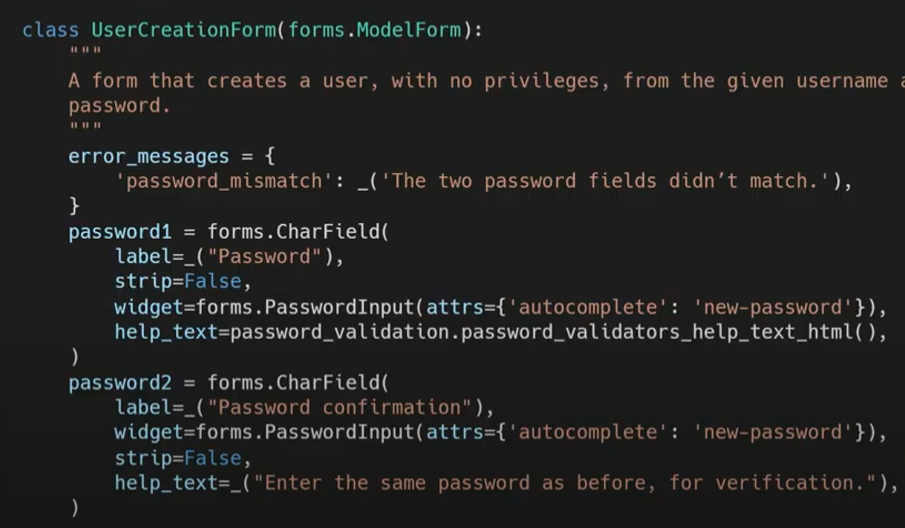 class UserCreationForm(forms.ModelForm):
    """
    A form that creates a user, with no privileges, from the given username
    password.
    """
    error_messages = {
        'password_mismatch': _('The two password fields didn’t match.'),
    }
    password1 = forms.CharField(
        label=_("Password"),
        strip=False,
        widget=forms.PasswordInput(attrs={'autocomplete': 'new-password'}),
        help_text=password_validation.password_validators_help_text_html(),
    )
    password2 = forms.CharField(
        label=_("Password confirmation"),
        widget=forms.PasswordInput(attrs={'autocomplete': 'new-password'}),
        strip=False,
        help_text=_("Enter the same password as before, for verification."),
    )